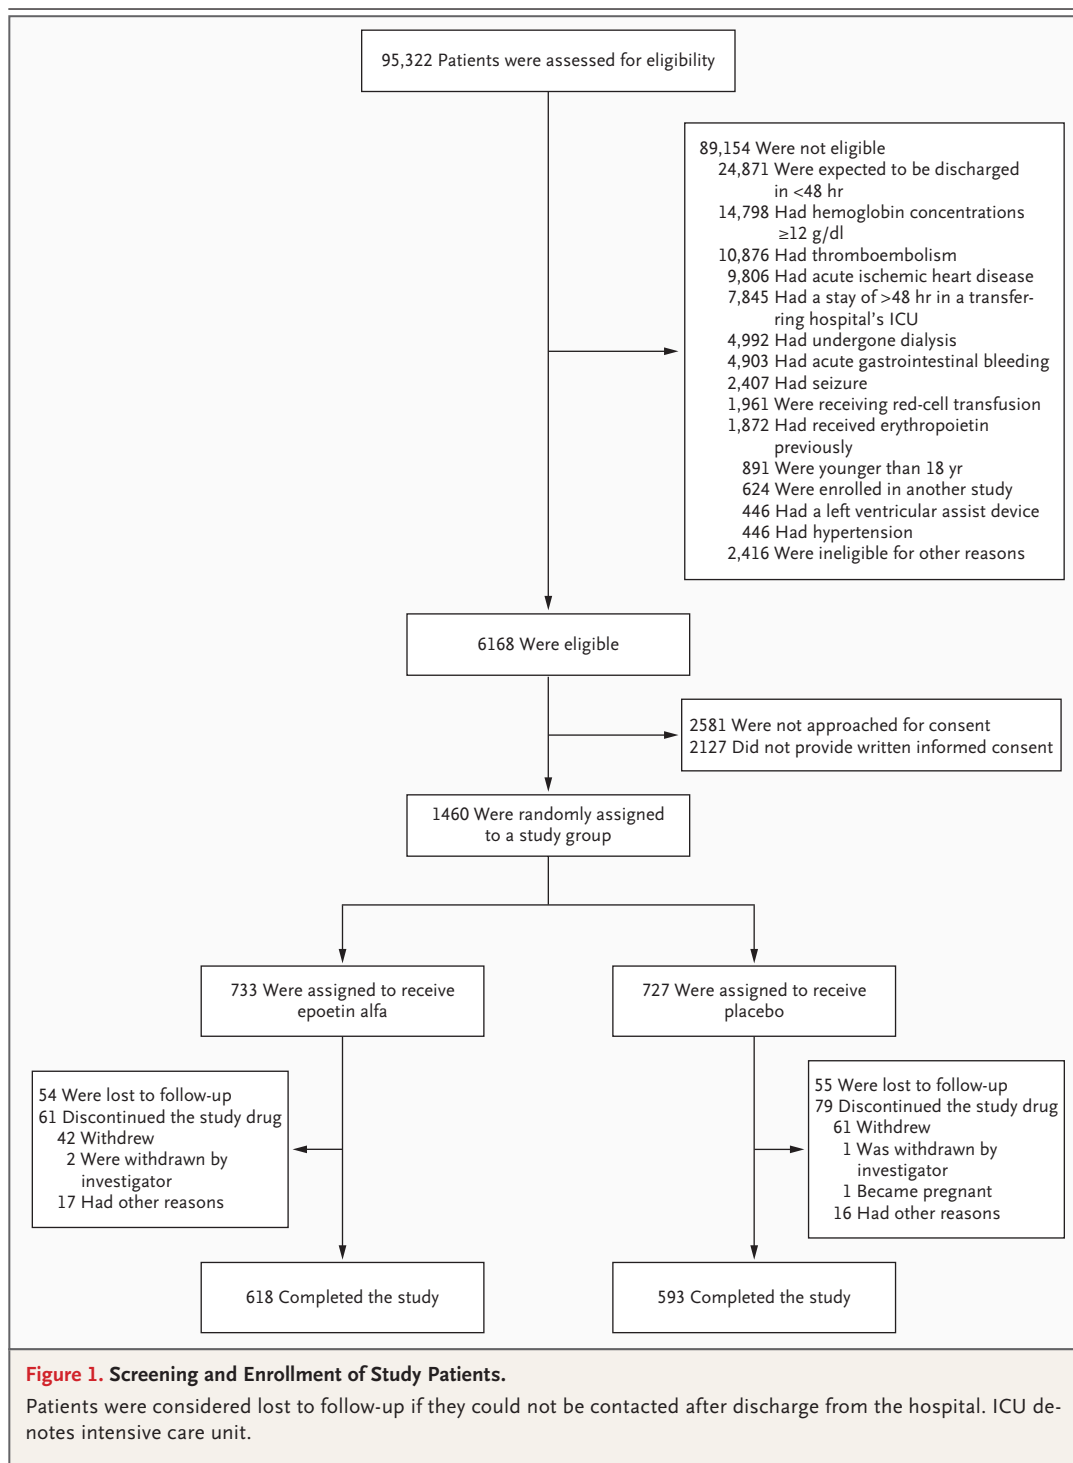 95,322 Patients were assessed for eligibility
89,154 Were not eligible
24,871 Were expected to be discharged
in <48 hr
14,798 Had hemoglobin concentrations
≥12 g/dl
10,876 Had thromboembolism
9,806 Had acute ischemic heart disease
7,845 Had a stay of >48 hr in a transfer-
ring hospital's ICU
4,992 Had undergone dialysis
4,903 Had acute gastrointestinal bleeding
2,407 Had seizure
1,961 Were receiving red-cell transfusion
1,872 Had received erythropoietin
previously
891 Were younger than 18 yr
624 Were enrolled in another study
446 Had a left ventricular assist device
446 Had hypertension
2,416 Were ineligible for other reasons
6168 Were eligible
2581 Were not approached for consent
2127 Did not provide written informed consent
1460 Were randomly assigned
to a study group
733 Were assigned to receive
epoetin alfa
727 Were assigned to receive
placebo
54 Were lost to follow-up
61 Discontinued the study drug
42 Withdrew
2 Were withdrawn by
investigator
17 Had other reasons
55 Were lost to follow-up
79 Discontinued the study drug
61 Withdrew
1 Was withdrawn by
investigator
1 Became pregnant
16 Had other reasons
618 Completed the study
593 Completed the study
Figure 1. Screening and Enrollment of Study Patients.
Patients were considered lost to follow-up if they could not be contacted after discharge from the hospital. ICU de-
notes intensive care unit.